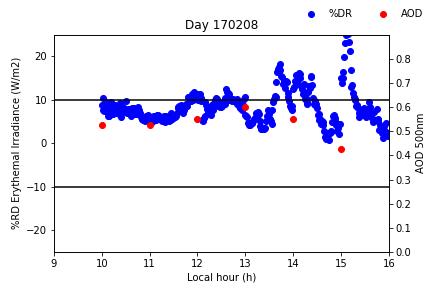 %DR AOD
Day 170208
%RD Erythemal Irradiance (W/m2)
20
10
0
−10
−20
0.8
0.7
0.6
0.5
0.4
0.3
0.2
0.1
0.0
AOD 500nm
9 10 11 12 13 14 15 16
Local hour (h)